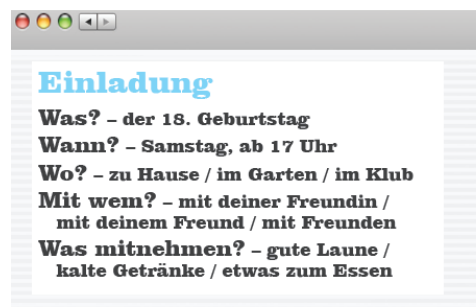 Einladung
Was? – der 18. Geburtstag
Wann? – Samstag, ab 17 Uhr
Wo? – zu Hause / im Garten / im Klub
Mit wem? – mit deiner Freundin /
mit deinem Freund / mit Freunden
Was mitnehmen? – gute Laune /
kalte Getränke / etwas zum Essen